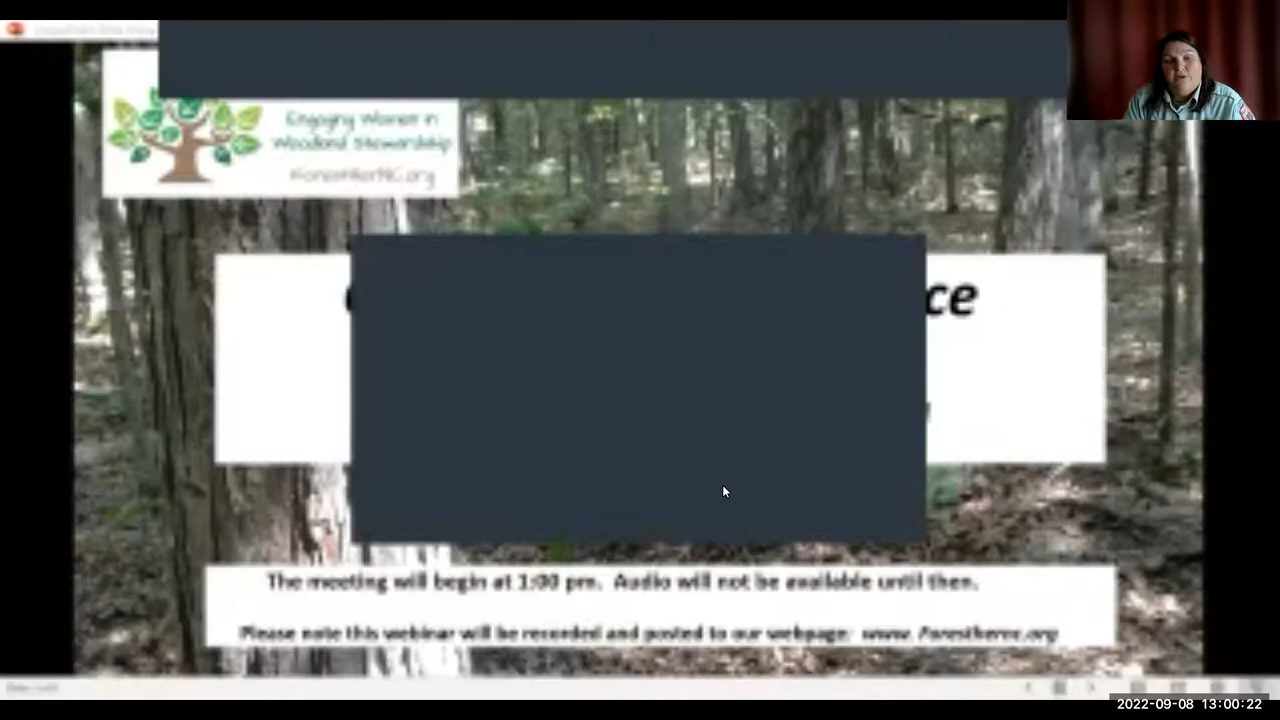 Engaging Women in
Woodland Stewardship
ForestHerNC.org
ce
The meeting will begin at 1:00 pm. Audio will not be available until then.
Please note this webinar will be recorded and posted to our webpage: www. Foresthernc.org
2022-09-08 13:00:22